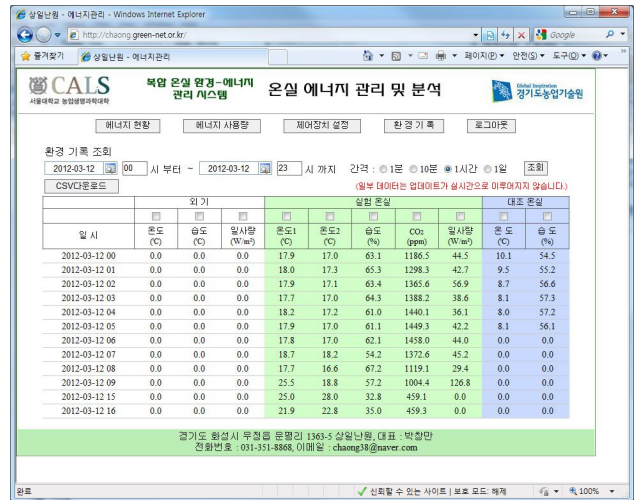 상일난원 - 에너지관리 - Windows Internet Explorer
http://chaong.green-net.or.kr/
Google
즐겨찾기 상일난원 - 에너지관리
페이지(P) 안전(S) 도구(O)
CALS
서울대학교 농업생명과학대학
복합 온실 환경-에너지
관리 시스템
온실 에너지 관리 및 분석
Global Inspiration
경기도농업기술원
에너지 현황 에너지 사용량 제어장치 설정 환경기록 로그아웃
환경 기록 조회
2012-03-12 00 시 부터 ~ 2012-03-12 23 시 까지 간격 : 1분 10분 1시간 1일 조회
CSV다운로드 (일부 데이터는 업데이트가 실시간으로 이루어지지 않습니다.)
외 기 실험 온실 대조 온실
일 시 온도 (℃) 습도 (%) 일사량 (W/m²) 온도1 (℃) 온도2 (℃) 습도 (%) CO2 (ppm) 일사량 (W/m²) 온 도 (℃) 습 도 (%)
2012-03-12 00 0.0 0.0 0.0 17.9 17.0 63.1 1186.5 44.5 10.1 54.5
2012-03-12 01 0.0 0.0 0.0 18.0 17.3 65.3 1298.3 42.7 9.5 55.2
2012-03-12 02 0.0 0.0 0.0 17.9 17.1 63.4 1365.6 56.9 8.7 56.6
2012-03-12 03 0.0 0.0 0.0 17.7 17.0 64.3 1388.2 38.6 8.1 57.3
2012-03-12 04 0.0 0.0 0.0 18.2 17.2 61.0 1440.1 36.1 8.0 57.2
2012-03-12 05 0.0 0.0 0.0 17.9 17.0 61.1 1449.3 42.2 8.1 56.1
2012-03-12 06 0.0 0.0 0.0 17.8 17.0 62.1 1458.0 44.0 0.0 0.0
2012-03-12 07 0.0 0.0 0.0 18.7 18.2 54.2 1372.6 45.2 0.0 0.0
2012-03-12 08 0.0 0.0 0.0 17.7 16.6 67.2 1119.1 29.4 0.0 0.0
2012-03-12 09 0.0 0.0 0.0 25.5 18.8 57.2 1004.4 126.8 0.0 0.0
2012-03-12 15 0.0 0.0 0.0 25.0 28.0 32.8 459.1 0.0 0.0 0.0
2012-03-12 16 0.0 0.0 0.0 21.9 22.8 35.0 459.3 0.0 0.0 0.0
경기도 화성시 우정읍 운평리 1363-5 상일난원, 대표 : 박창만
전화번호 : 031-351-8868, 이메일 : chaong38@naver.com
완료 신뢰할 수 있는 사이트 | 보호 모드: 해제 100%